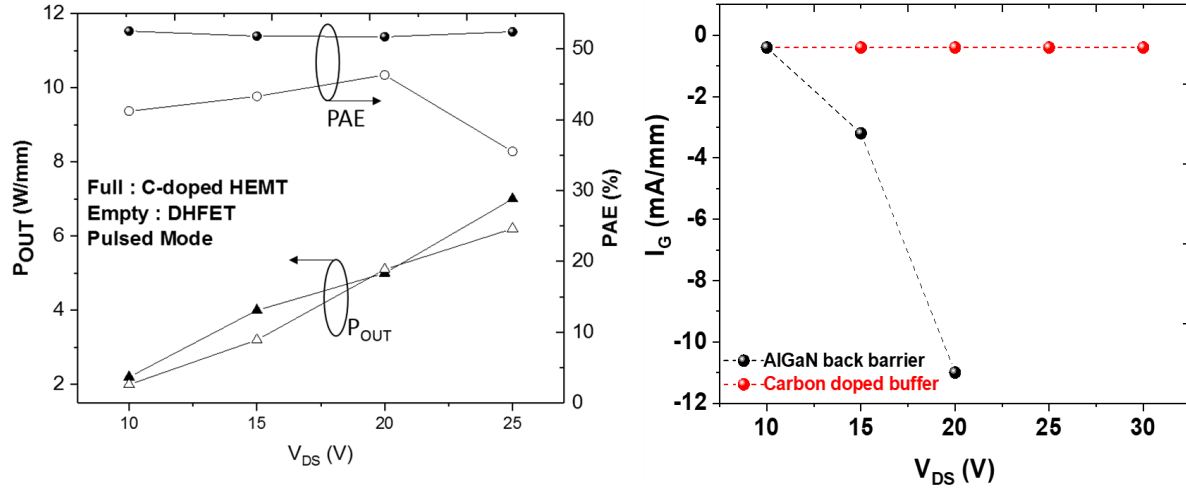 12
10
8
6
4
2
P_OUT (W/mm)
50
40
30
20
10
0
PAE (%)
PAE
Full : C-doped HEMT
Empty : DHFET
Pulsed Mode
P_OUT
10 15 20 25
V_DS (V)
0
-2
-4
-6
-8
-10
-12
I_G (mA/mm)
AlGaN back barrier
Carbon doped buffer
10 15 20 25 30
V_DS (V)